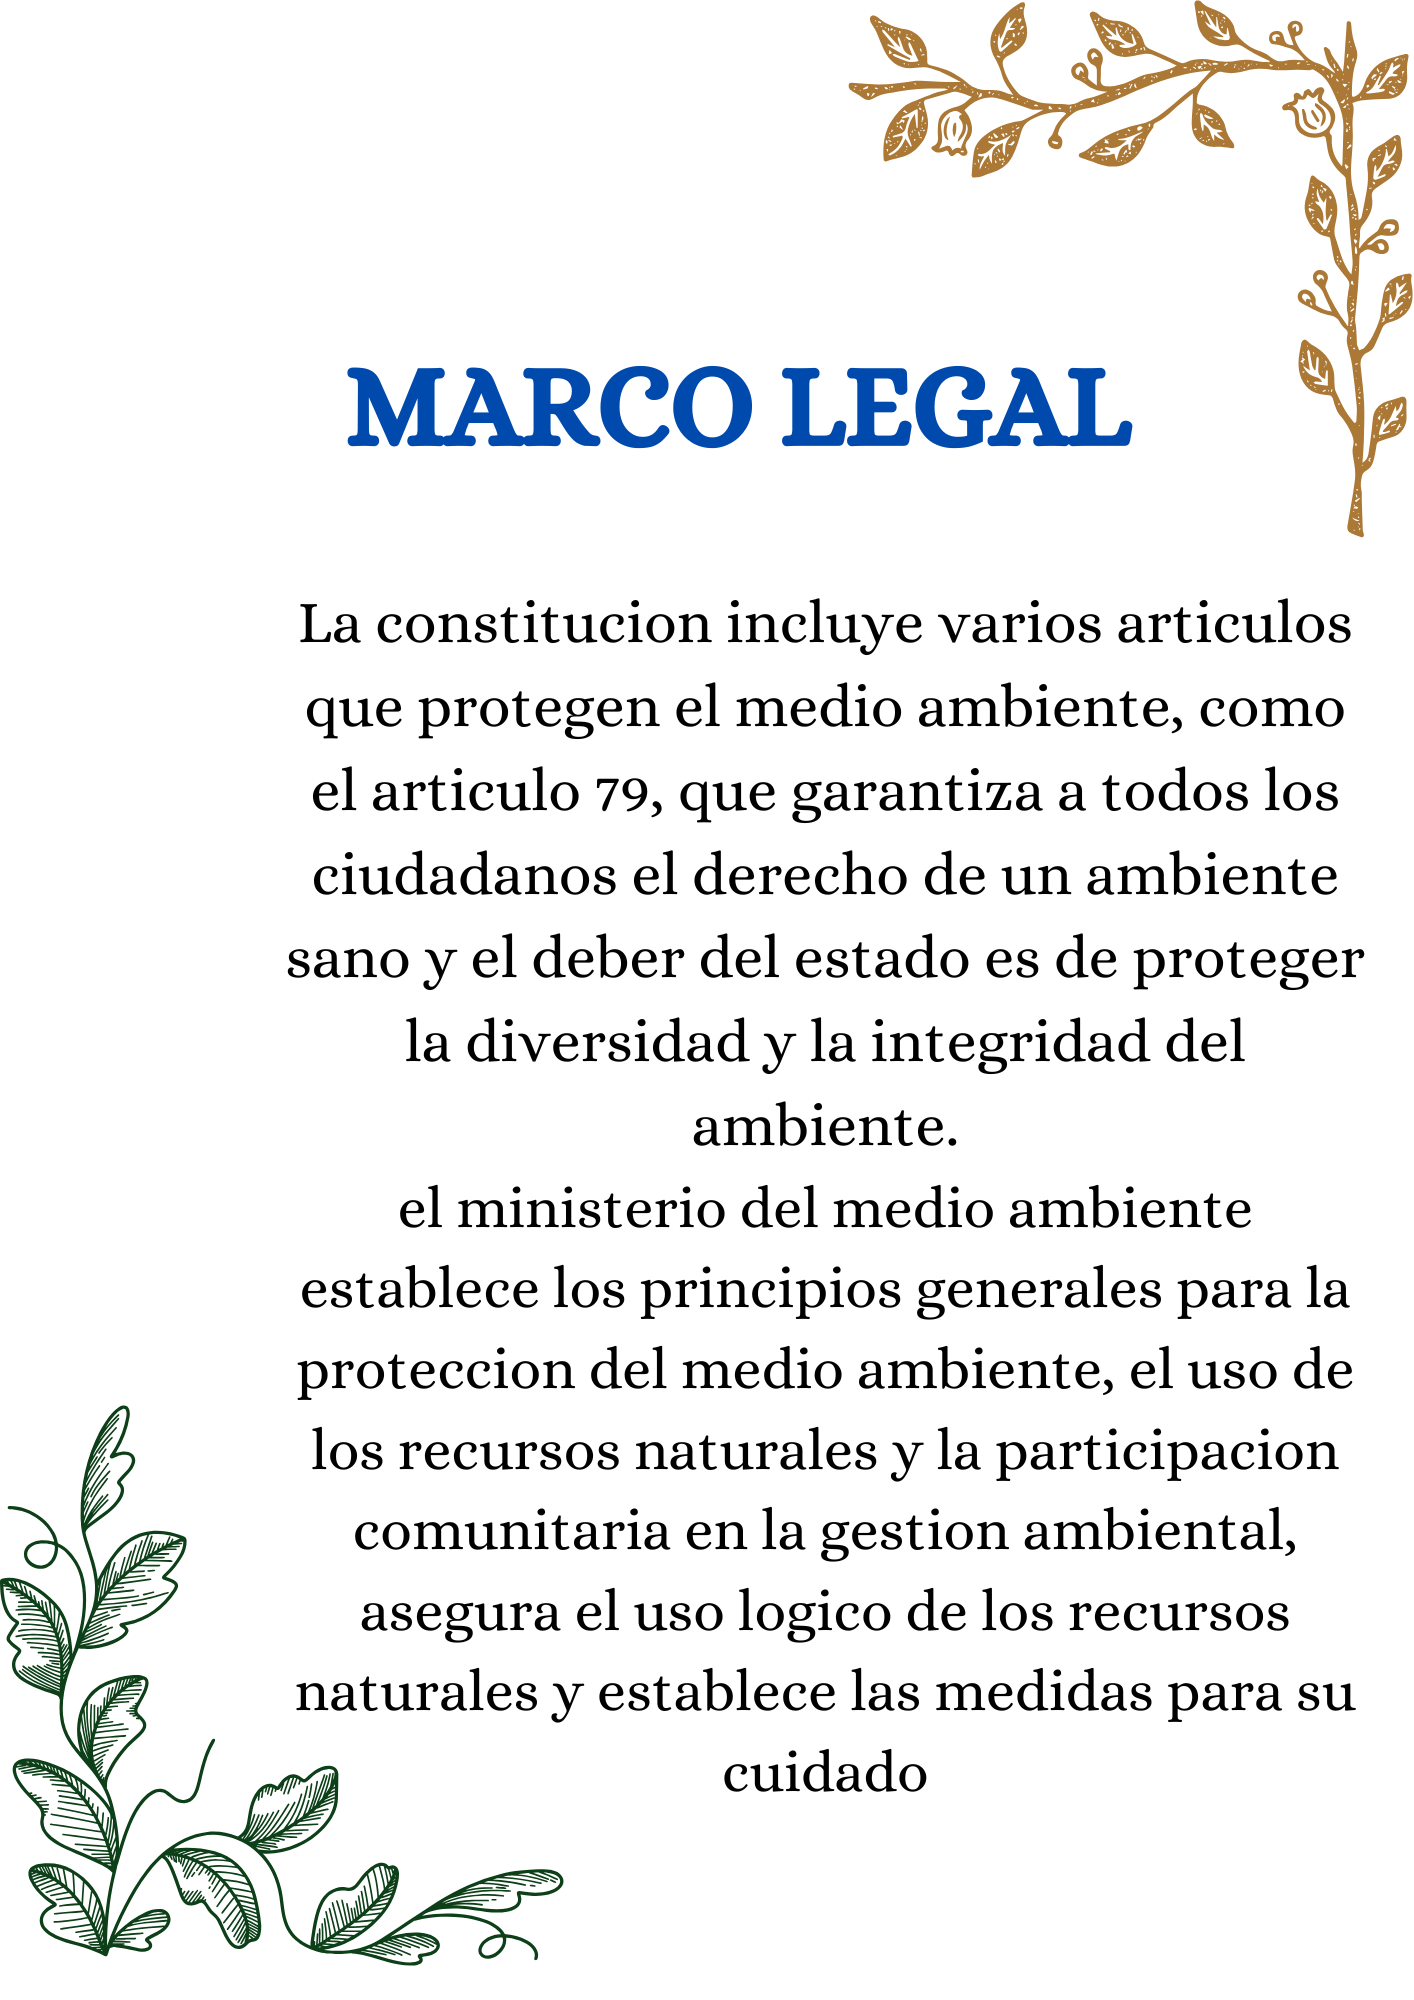 MARCO LEGAL
La constitucion incluye varios articulos
que protegen el medio ambiente, como
el articulo 79, que garantiza a todos los
ciudadanos el derecho de un ambiente
sano y el deber del estado es de proteger
la diversidad y la integridad del
ambiente.
el ministerio del medio ambiente
establece los principios generales para la
proteccion del medio ambiente, el uso de
los recursos naturales y la participacion
comunitaria en la gestion ambiental,
asegura el uso logico de los recursos
naturales y establece las medidas para su
cuidado